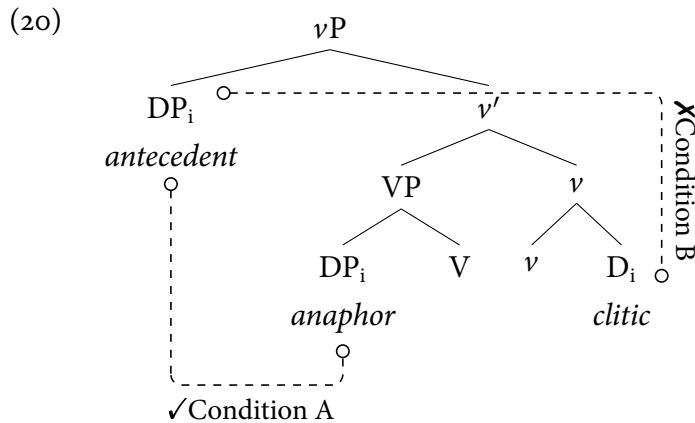 (20)
vP
DPᵢ v′
antecedent
VP v
DPᵢ V v Dᵢ
anaphor clitic
✗Condition B
✓Condition A